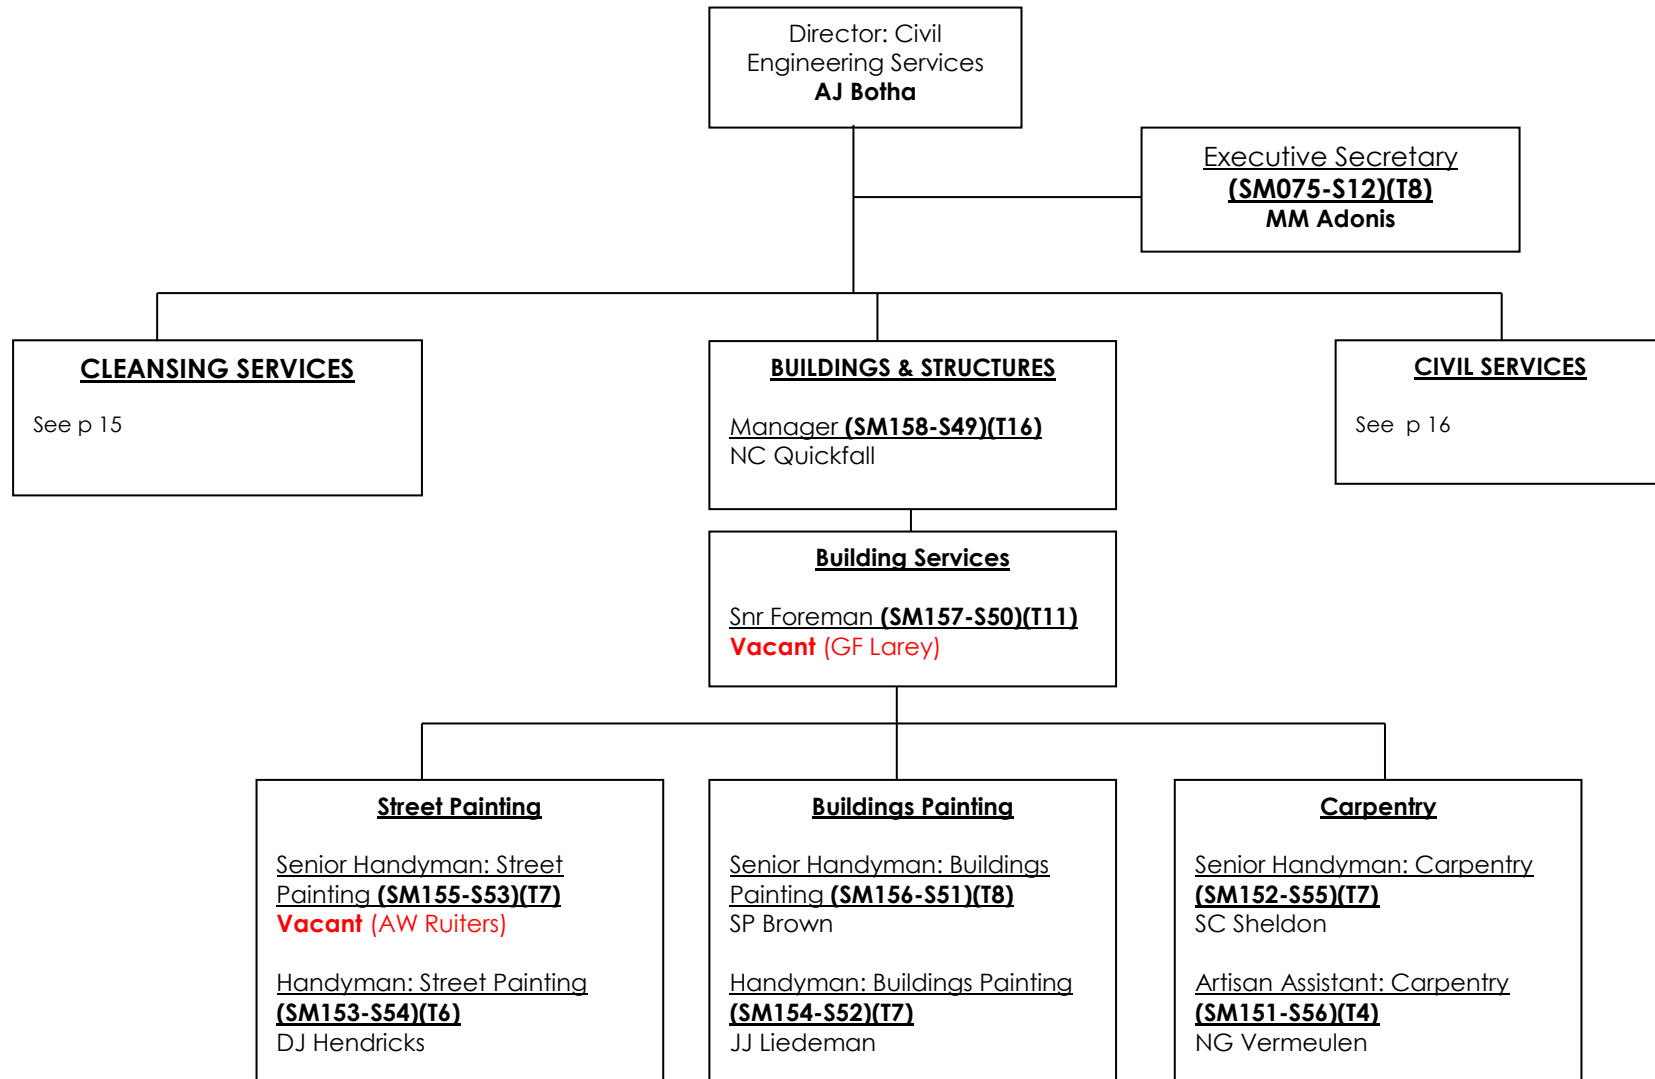 Director: Civil
Engineering Services
AJ Botha
Executive Secretary
(SM075-S12)(T8)
MM Adonis
CLEANSING SERVICES
See p 15
BUILDINGS & STRUCTURES
Manager (SM158-S49)(T16)
NC Quickfall
CIVIL SERVICES
See p 16
Building Services
Snr Foreman (SM157-S50)(T11)
Vacant (GF Larey)
Street Painting
Senior Handyman: Street
Painting (SM155-S53)(T7)
Vacant (AW Ruiters)
Handyman: Street Painting
(SM153-S54)(T6)
DJ Hendricks
Buildings Painting
Senior Handyman: Buildings
Painting (SM156-S51)(T8)
SP Brown
Handyman: Buildings Painting
(SM154-S52)(T7)
JJ Liedeman
Carpentry
Senior Handyman: Carpentry
(SM152-S55)(T7)
SC Sheldon
Artisan Assistant: Carpentry
(SM151-S56)(T4)
NG Vermeulen